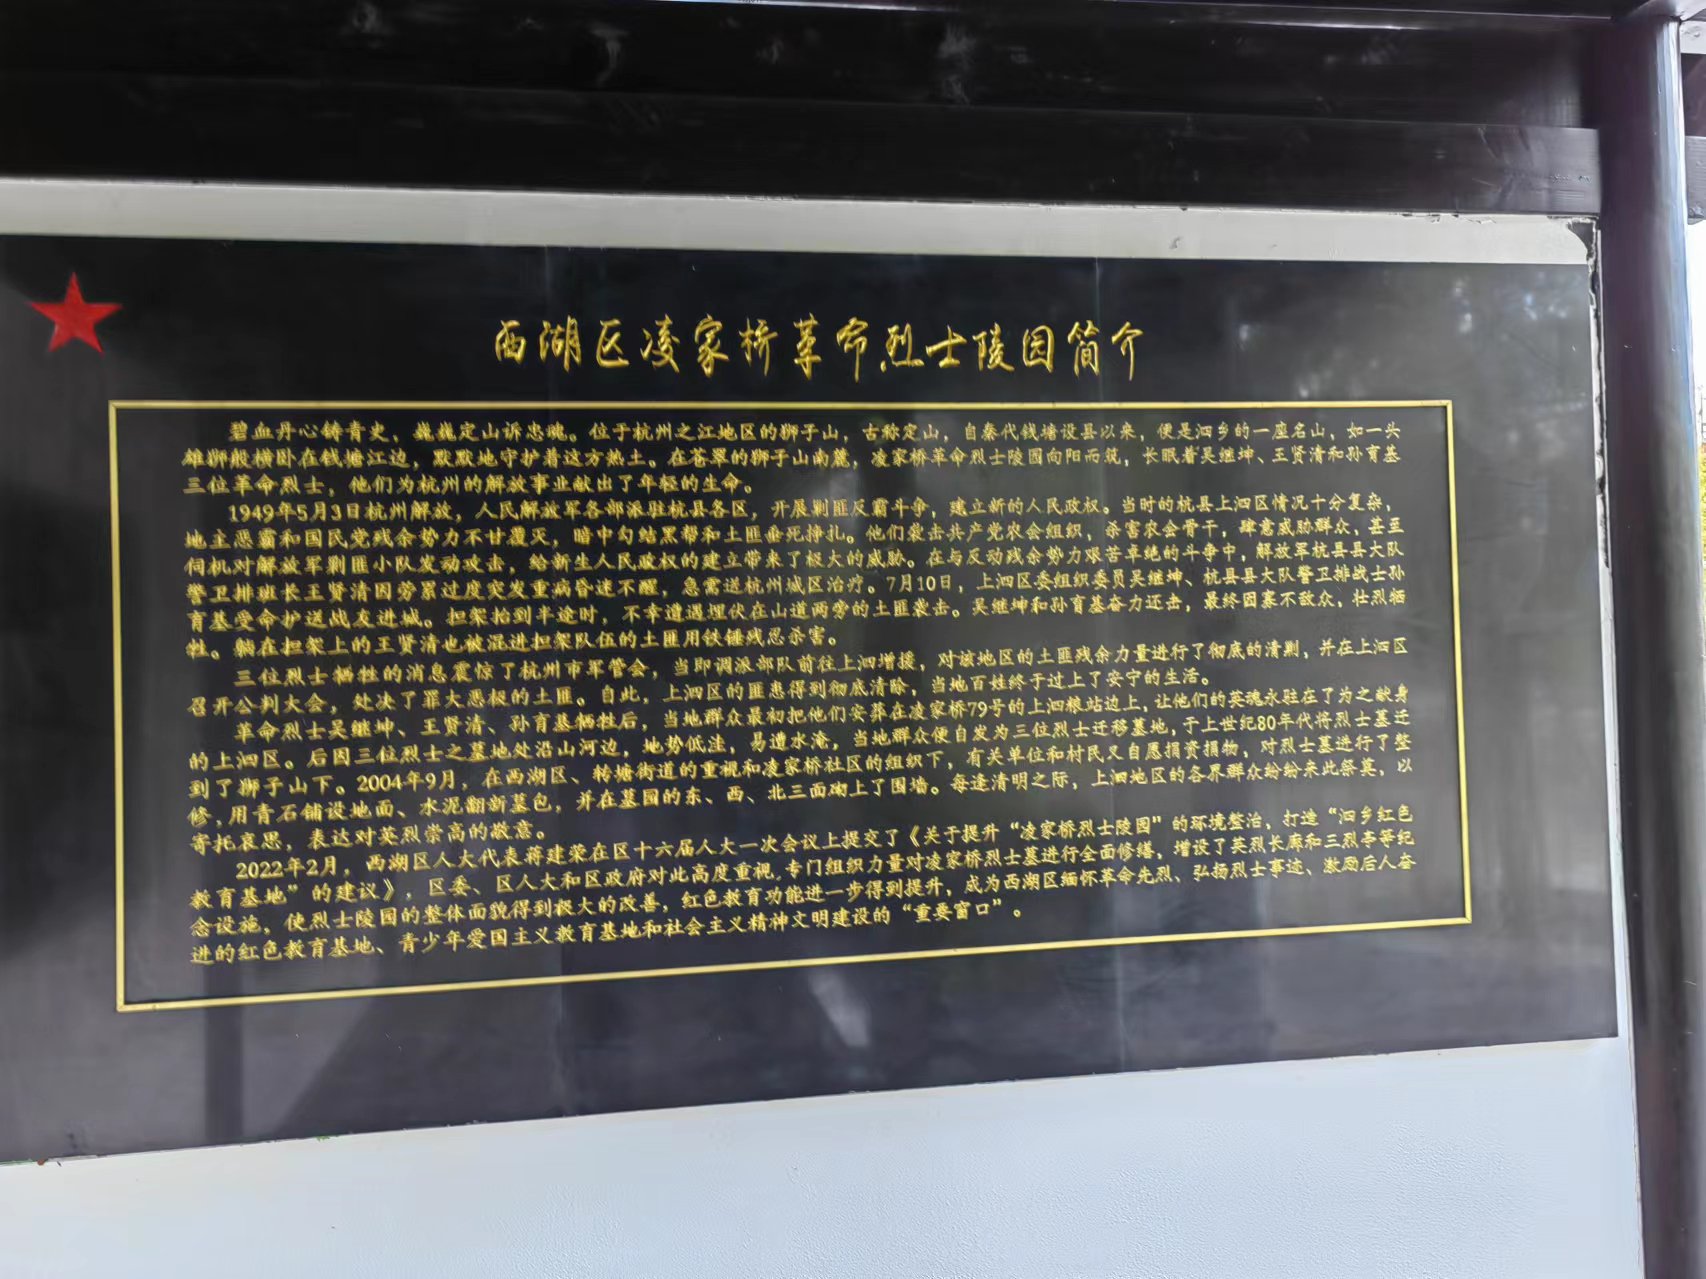 西湖区凌家桥革命烈士陵园简介
碧血丹心铸青史，巍巍定山诉忠魂。位于杭州之江地区的狮子山，古称定山，自秦代钱塘设县以来，便是泗乡的一座名山，如一头
雄狮般横卧在钱塘江边，默默地守护着这方热土。在苍翠的狮子山南麓，凌家桥革命烈士陵园向阳而筑，长眠着吴继坤、王贤清和孙育基
三位革命烈士，他们为杭州的解放事业献出了年轻的生命。
1949年5月3日杭州解放，人民解放军各部派驻杭县各区，开展剿匪反霸斗争，建立新的人民政权。当时的杭县上泗区情况十分复杂，
地主恶霸和国民党残余势力不甘覆灭，暗中勾结黑帮和土匪垂死挣扎。他们袭击共产党农会组织，杀害农会骨干，肆意威胁群众，甚至
伺机对解放军剿匪小队发动攻击，给新生人民政权的建立带来了极大的威胁。在与反动残余势力艰苦卓绝的斗争中，解放军杭县县大队
警卫排班长王贤清因劳累过度突发重病昏迷不醒，急需送杭州城区治疗。7月10日，上泗区委组织委员吴继坤、杭县县大队警卫排战士孙
育基受命护送战友进城。担架抬到半途时，不幸遭遇埋伏在山道两旁的土匪袭击。吴继坤和孙育基奋力还击，最终因寡不敌众，壮烈牺
牲。躺在担架上的王贤清也被混进担架队伍的土匪用铁锤残忍杀害。
三位烈士牺牲的消息震惊了杭州市军管会，当即调派部队前往上泗增援，对该地区的土匪残余力量进行了彻底的清剿，并在上泗区
召开公判大会，处决了罪大恶极的土匪。自此，上泗区的匪患得到彻底清除，当地百姓终于过上了安宁的生活。
革命烈士吴继坤、王贤清、孙育基牺牲后，当地群众最初把他们安葬在凌家桥79号的上泗粮站边上，让他们的英魂永驻在了为之献身
的上泗区。后因三位烈士之墓地处沿山河边，地势低洼，易遭水淹，当地群众便自发为三位烈士迁移墓地，于上世纪80年代将烈士墓迁
到了狮子山下。2004年9月，在西湖区、转塘街道的重视和凌家桥社区的组织下，有关单位和村民又自愿捐资捐物，对烈士墓进行了整
修，用青石铺设地面、水泥翻新墓包，并在墓园的东、西、北三面砌上了围墙。每逢清明之际，上泗地区的各界群众纷纷来此祭奠，以
寄托哀思，表达对英烈崇高的敬意。
2022年2月，西湖区人大代表蒋建荣在区十六届人大一次会议上提交了《关于提升“凌家桥烈士陵园”的环境整治，打造“泗乡红色
教育基地”的建议》，区委、区人大和区政府对此高度重视，专门组织力量对凌家桥烈士墓进行全面修缮，增设了英烈长廊和三烈亭等纪
念设施，使烈士陵园的整体面貌得到极大的改善，红色教育功能进一步得到提升，成为西湖区缅怀革命先烈、弘扬烈士事迹、激励后人奋
进的红色教育基地、青少年爱国主义教育基地和社会主义精神文明建设的“重要窗口”。